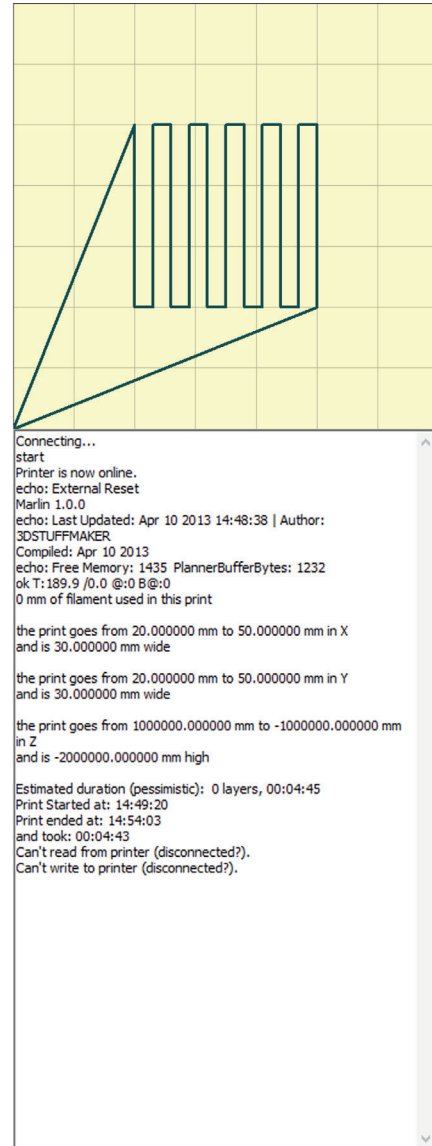 Connecting...
start
Printer is now online.
echo: External Reset
Marlin 1.0.0
echo: Last Updated: Apr 10 2013 14:48:38 | Author:
3DSTUFFMAKER
Compiled: Apr 10 2013
echo: Free Memory: 1435 PlannerBufferBytes: 1232
ok T:189.9 /0.0 @:0 B@:0
0 mm of filament used in this print
the print goes from 20.000000 mm to 50.000000 mm in X
and is 30.000000 mm wide
the print goes from 20.000000 mm to 50.000000 mm in Y
and is 30.000000 mm wide
the print goes from 1000000.000000 mm to -1000000.000000 mm
in Z
and is -2000000.000000 mm high
Estimated duration (pessimistic): 0 layers, 00:04:45
Print Started at: 14:49:20
Print ended at: 14:54:03
and took: 00:04:43
Can't read from printer (disconnected?).
Can't write to printer (disconnected?).